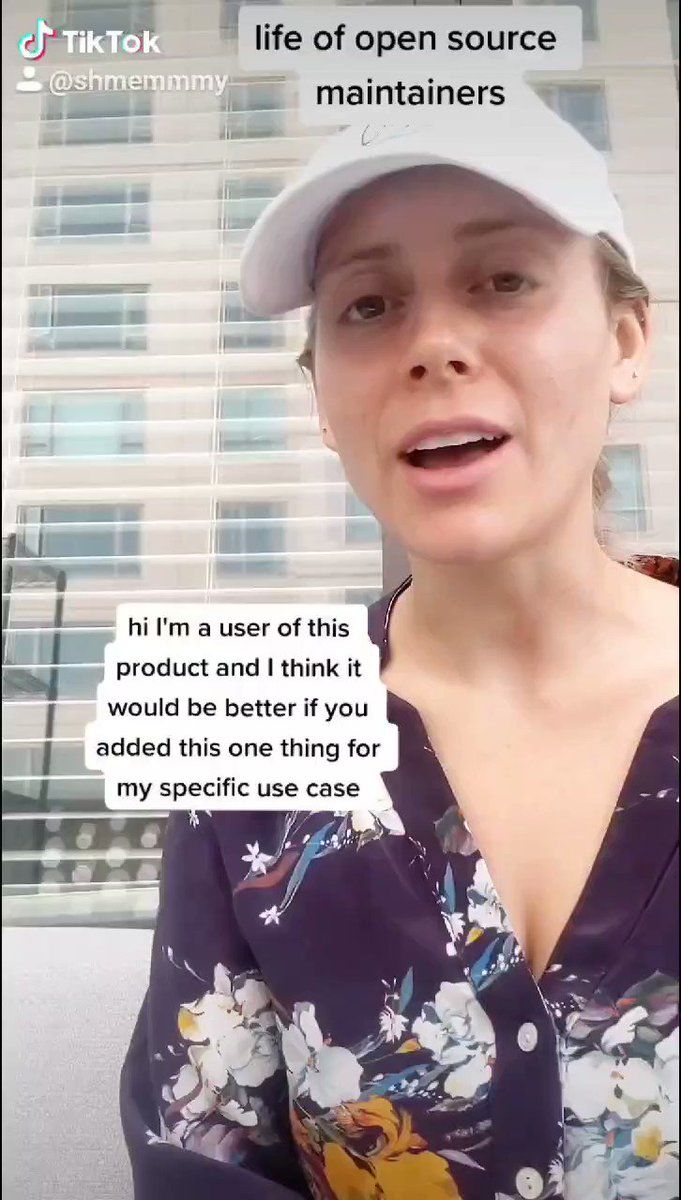 TikTok
@shmemmmy
life of open source
maintainers
hi I'm a user of this
product and I think it
would be better if you
added this one thing for
my specific use case